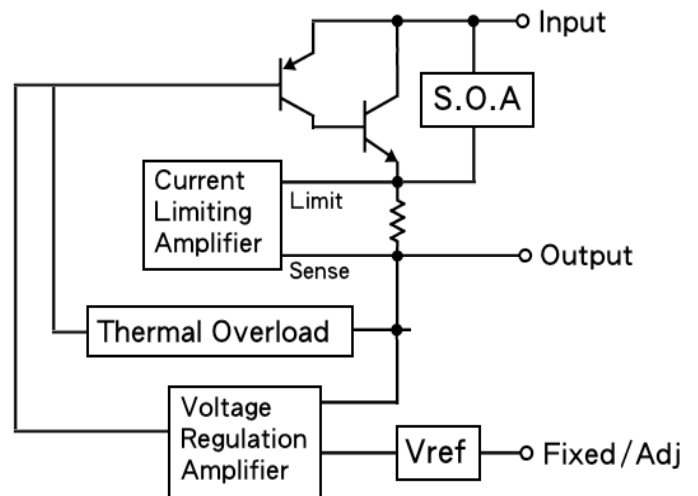 Input
S.O.A
Current
Limiting
Amplifier
Limit
Sense
Output
Thermal Overload
Voltage
Regulation
Amplifier
Vref
Fixed/Adj